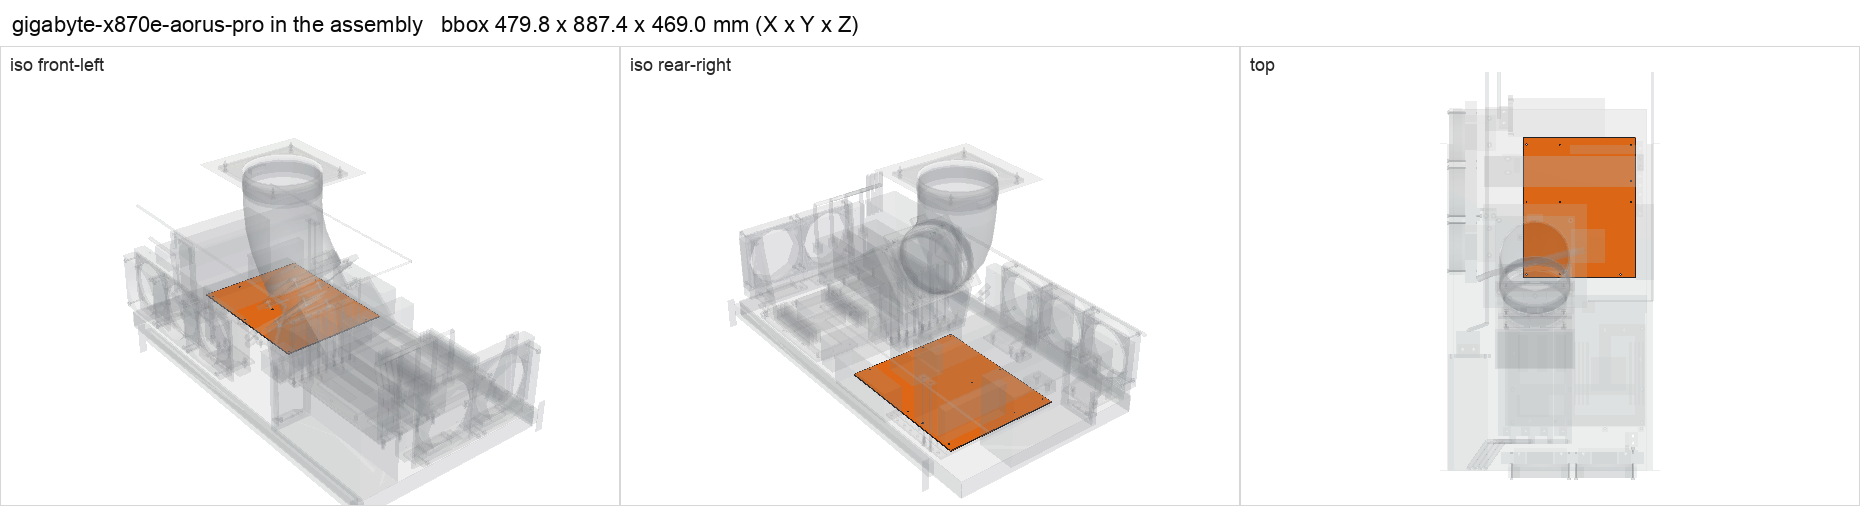 gigabyte-x870e-aorus-pro in the assembly bbox 479.8 x 887.4 x 469.0 mm (X x Y x Z)
iso front-left
iso rear-right
top